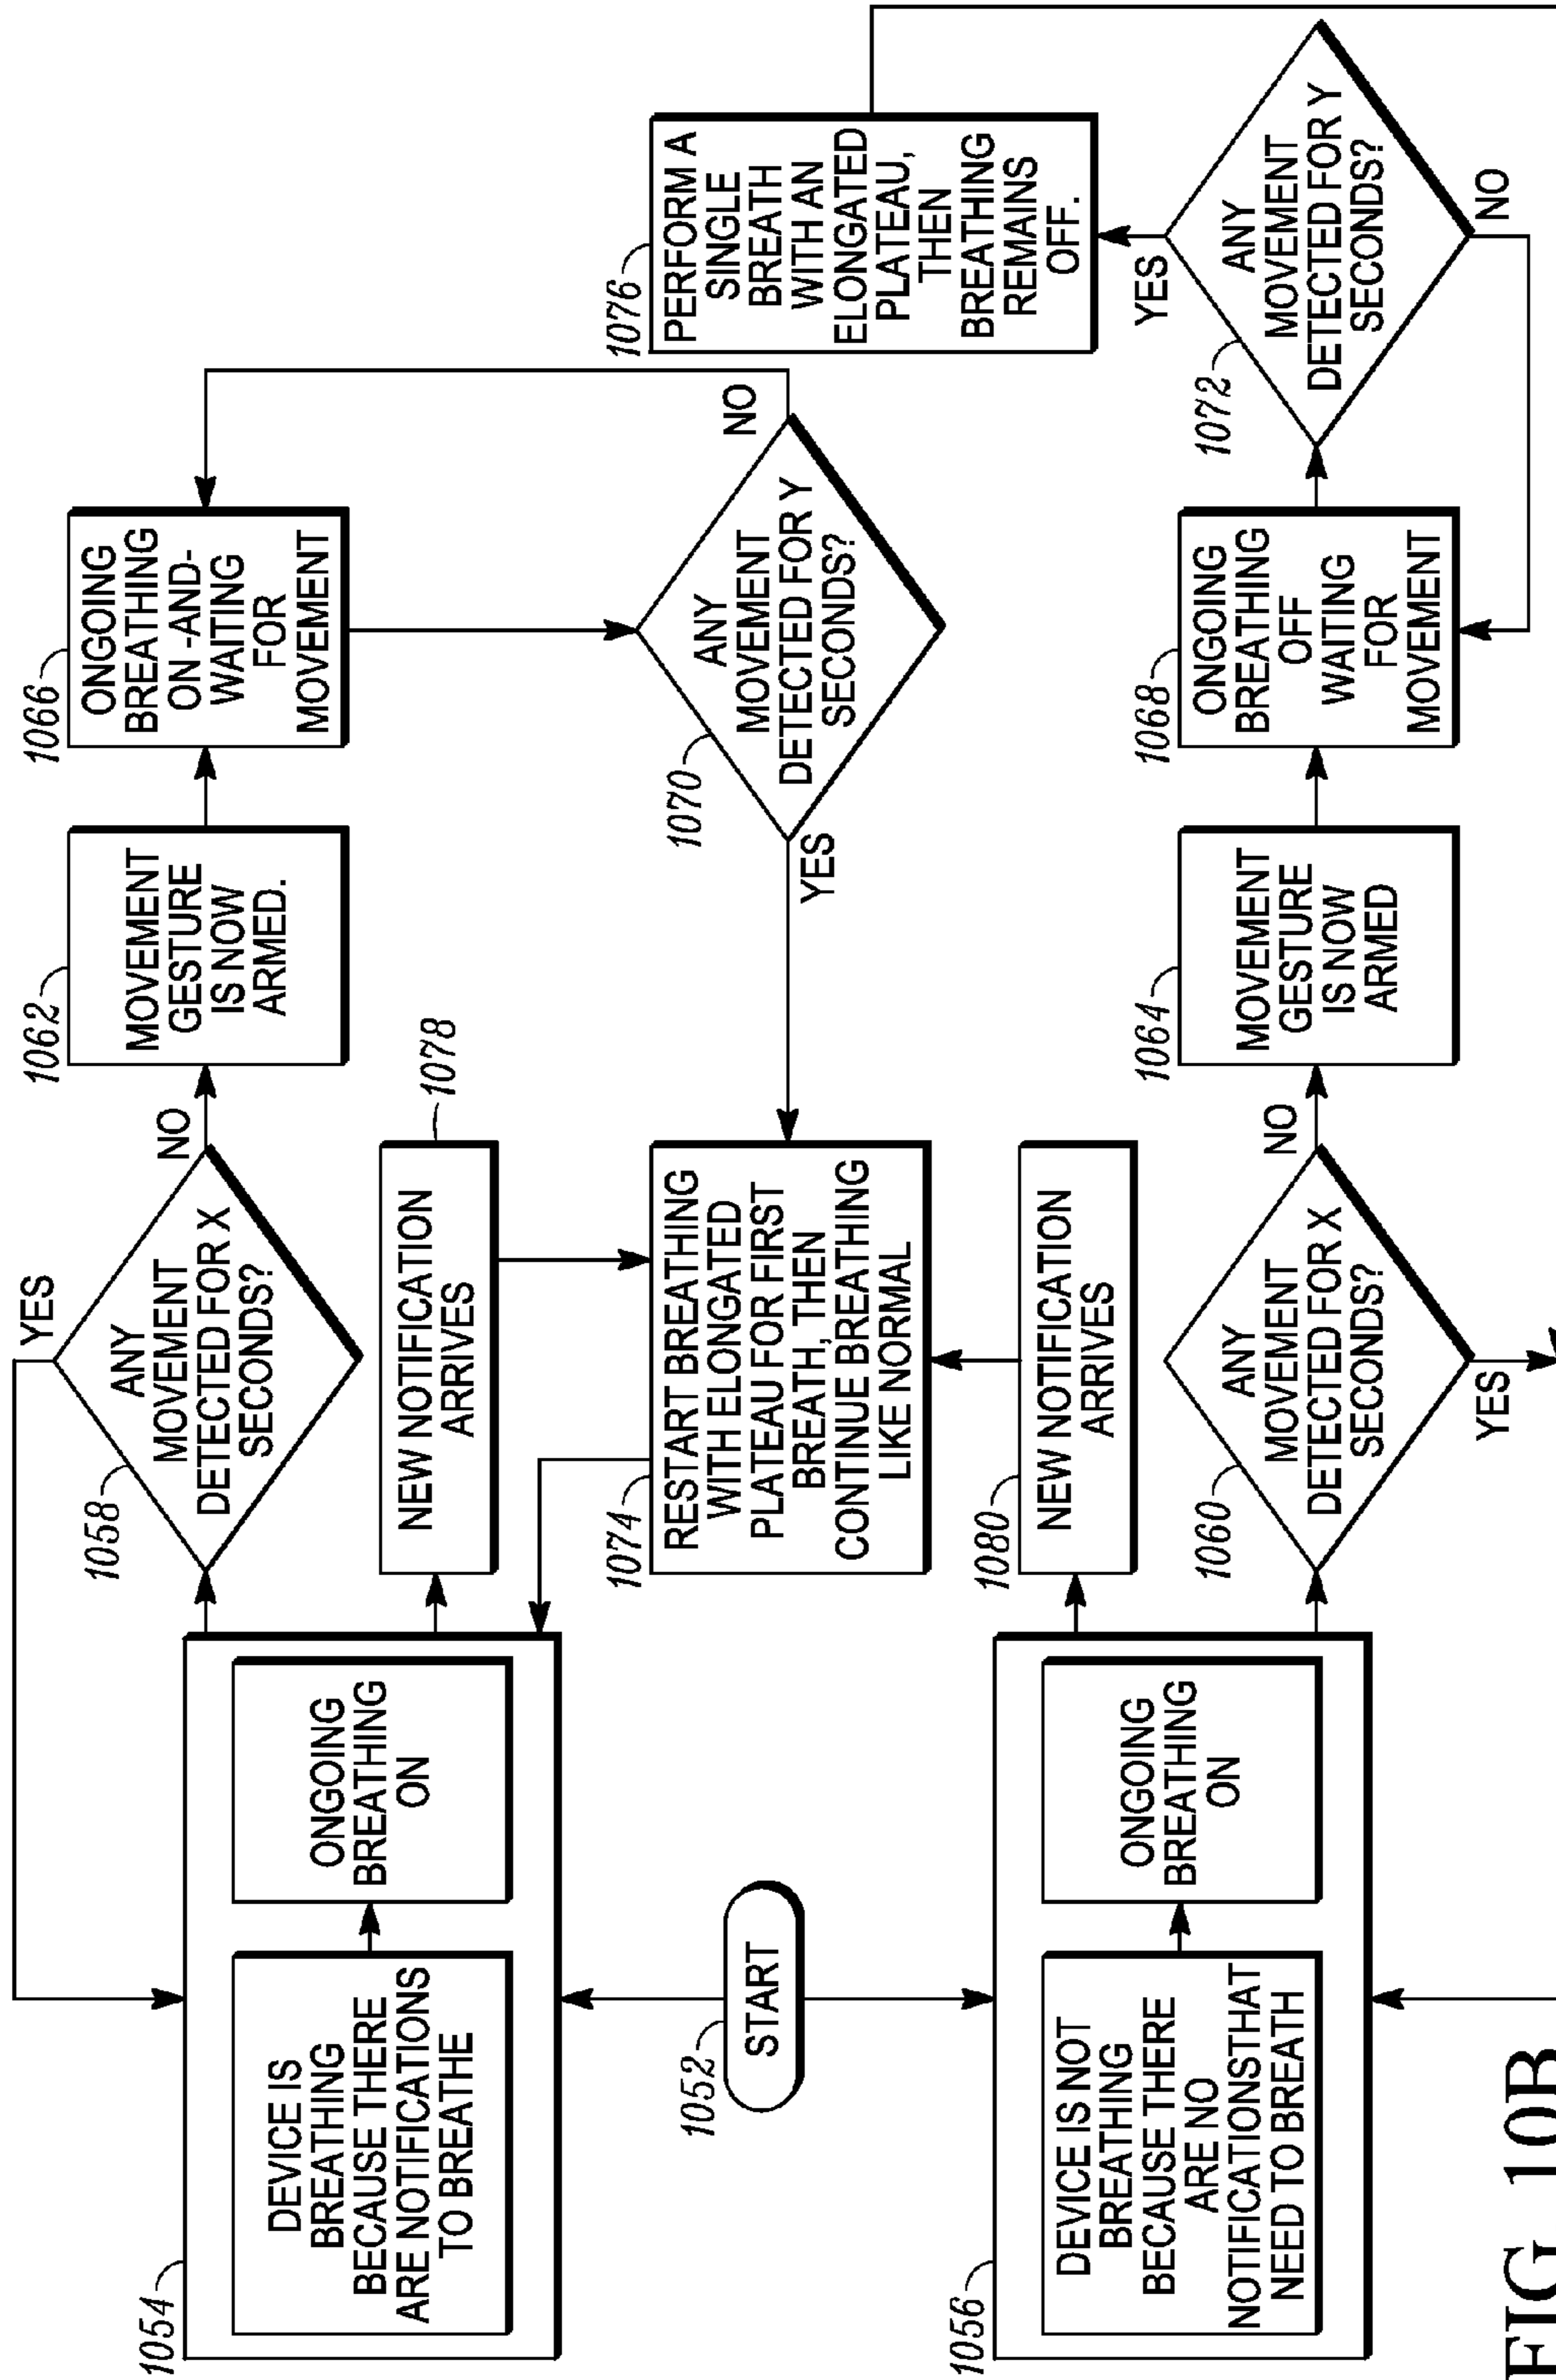 1054
DEVICE IS
BREATHING
BECAUSE THERE
ARE NOTIFICATIONS
TO BREATHE
ONGOING
BREATHING
ON
1058
ANY
MOVEMENT
DETECTED FOR X
SECONDS?
YES
NO
1062
MOVEMENT
GESTURE
IS NOW
ARMED.
1066
ONGOING
BREATHING
ON -AND-
WAITING
FOR
MOVEMENT
NEW NOTIFICATION
ARRIVES
1078
1052
START
1074
RESTART BREATHING
WITH ELONGATED
PLATEAU FOR FIRST
BREATH, THEN
CONTINUE BREATHING
LIKE NORMAL
1070
ANY
MOVEMENT
DETECTED FOR Y
SECONDS?
YES
NO
1076
PERFORM A
SINGLE
BREATH
WITH AN
ELONGATED
PLATEAU,
THEN
BREATHING
REMAINS
OFF.
1080
NEW NOTIFICATION
ARRIVES
1056
DEVICE IS NOT
BREATHING
BECAUSE THERE
ARE NO
NOTIFICATIONSTHAT
NEED TO BREATH
ONGOING
BREATHING
ON
1060
ANY
MOVEMENT
DETECTED FOR X
SECONDS?
NO
YES
1064
MOVEMENT
GESTURE
IS NOW
ARMED
1068
ONGOING
BREATHING
OFF
WAITING
FOR
MOVEMENT
1072
ANY
MOVEMENT
DETECTED FOR Y
SECONDS?
YES
NO
FIG. 10B